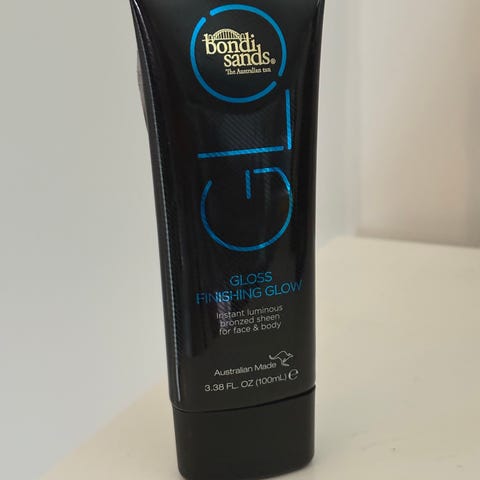 bondi
sands®
The Australian tan
GLO
GLOSS
FINISHING GLOW
Instant luminous
bronzed sheen
for face & body
Australian Made
3.38 FL. OZ (100mL) ℮